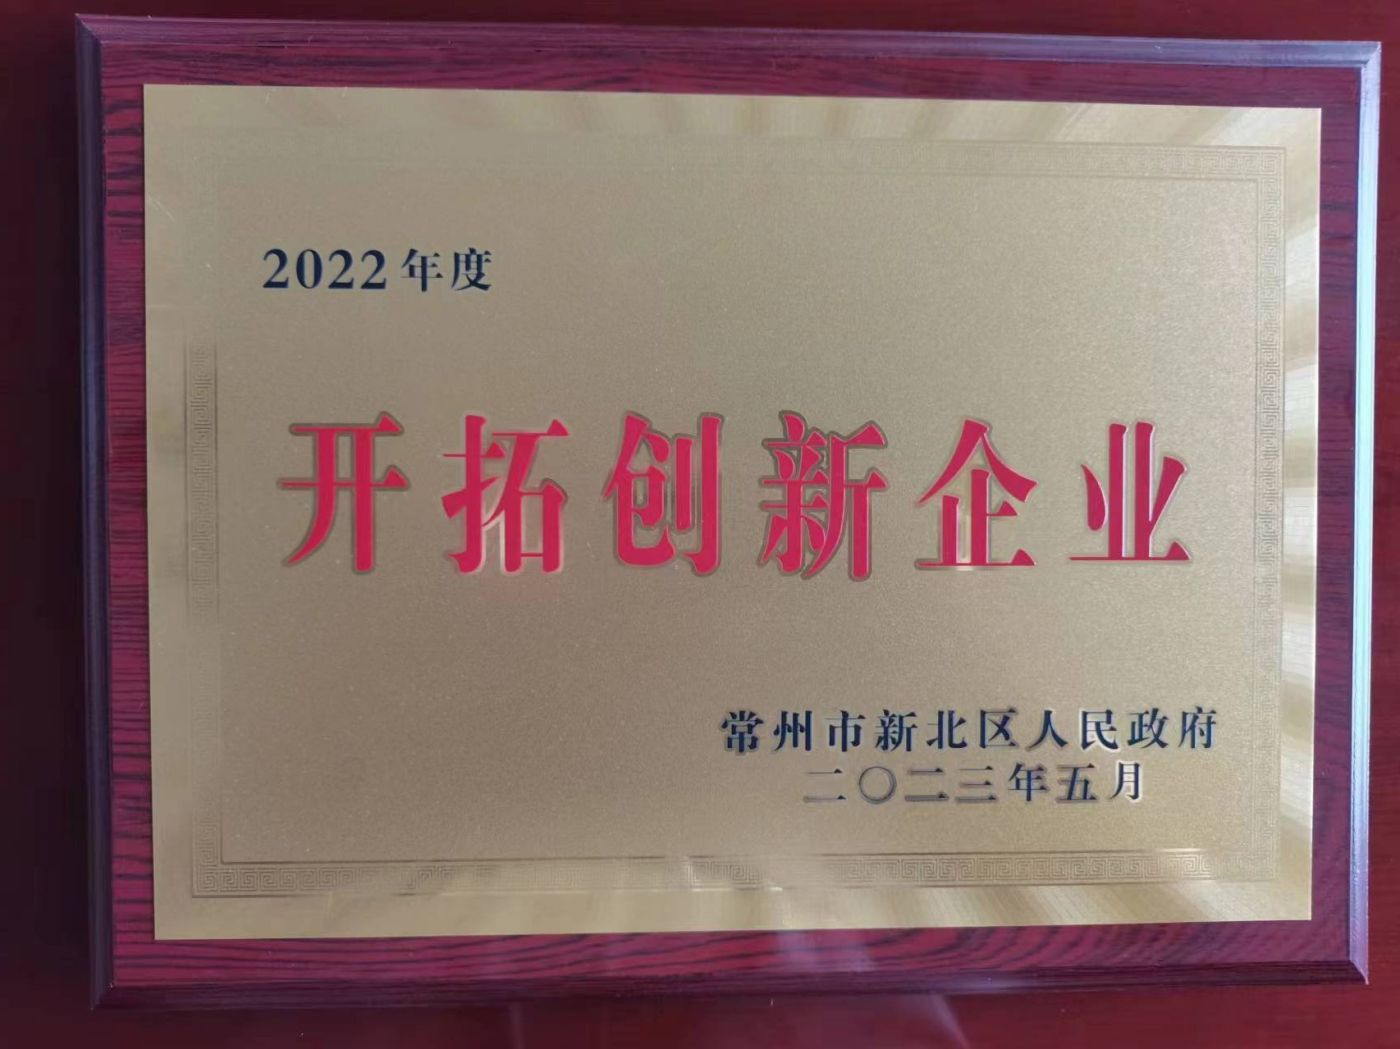 2022年度
开拓创新企业
常州市新北区人民政府
二〇二三年五月